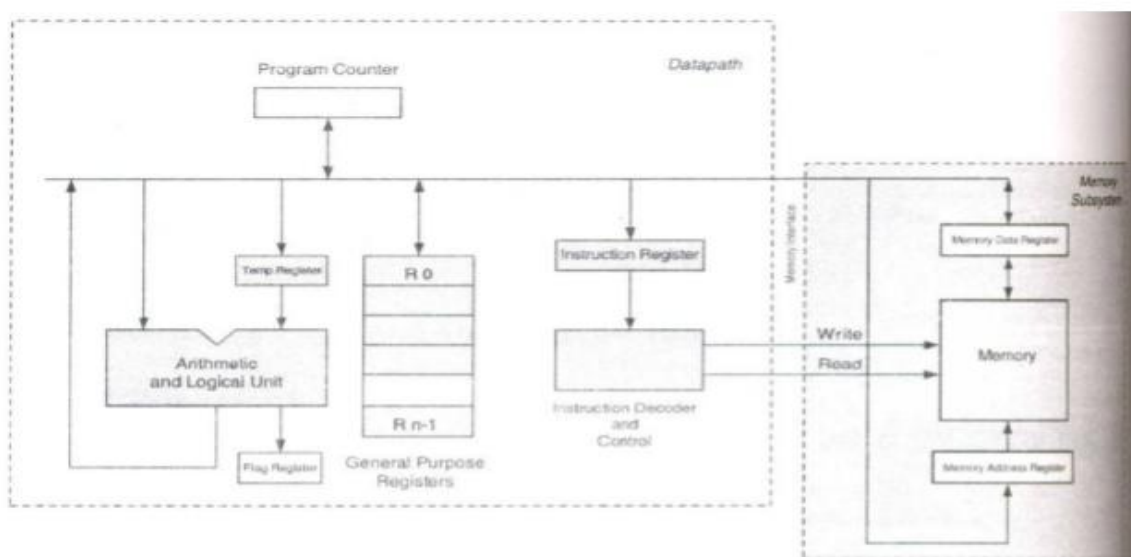 Program Counter
Datapath
Memory
Subsystem
Memory Interface
Memory Data Register
Temp Register
R 0
Instruction Register
Write
Read
Memory
Arithmetic
and Logical Unit
R n-1
Instruction Decoder
and
Control
Flag Register
General Purpose
Registers
Memory Address Register